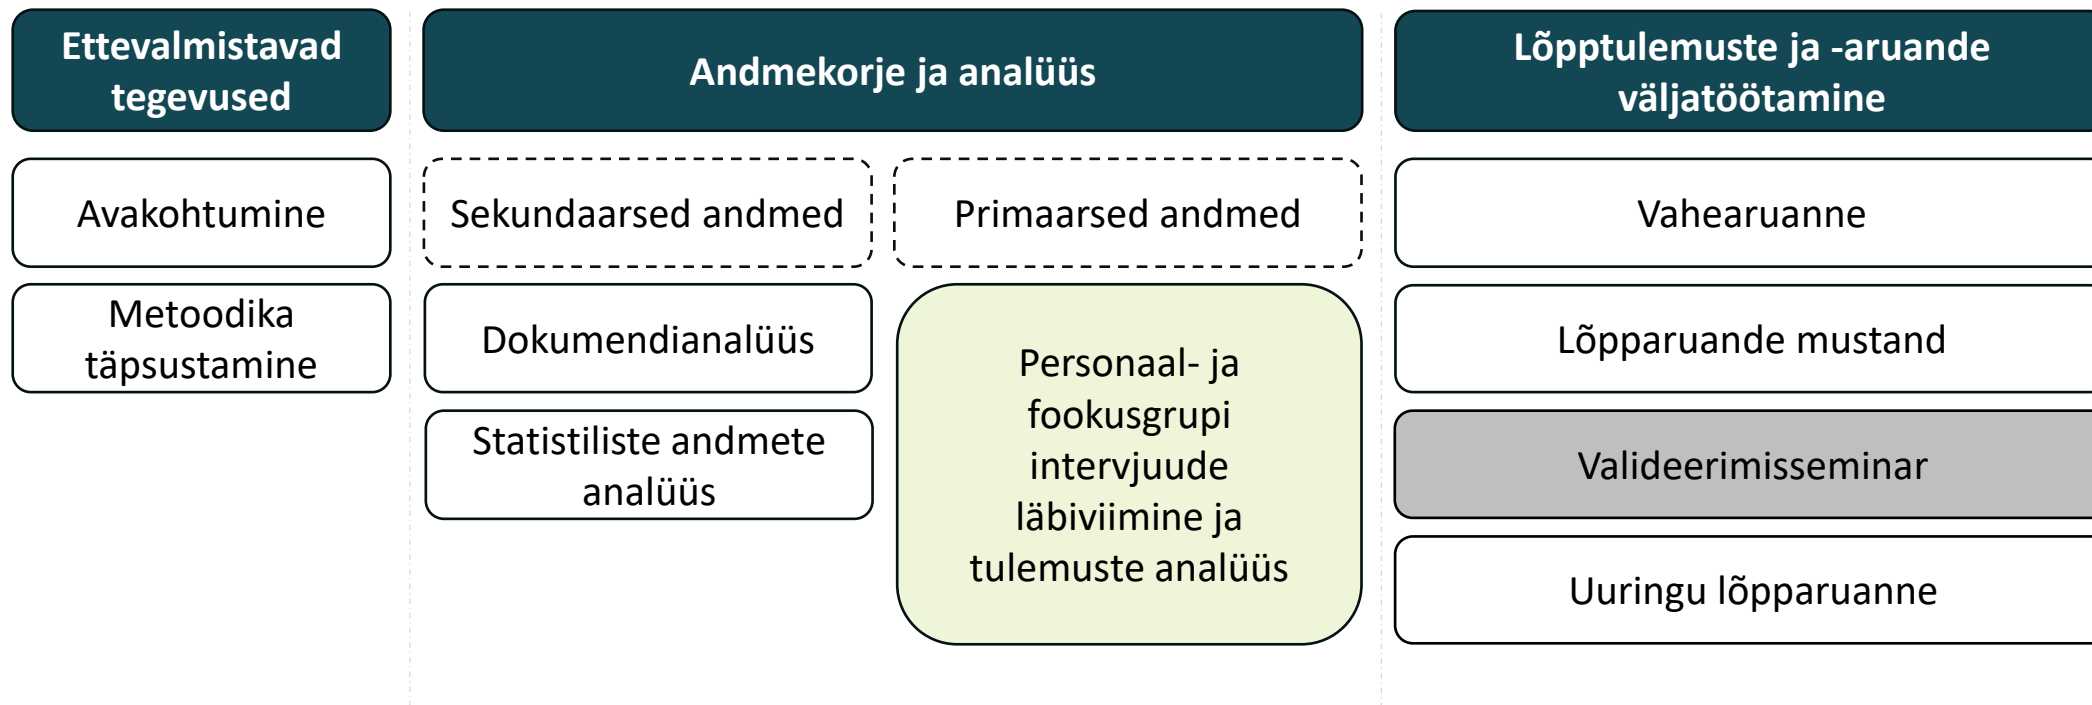 Ettevalmistavad
tegevused
Avakohtumine
Metoodika
täpsustamine
Andmekorje ja analüüs
Sekundaarsed andmed
Dokumendianalüüs
Statistiliste andmete
analüüs
Primaarsed andmed
Personaal- ja
fookusgrupi
intervjuude
läbiviimine ja
tulemuste analüüs
Lõpptulemuste ja -aruande
väljatöötamine
Vahearuanne
Lõpparuande mustand
Valideerimisseminar
Uuringu lõpparuanne